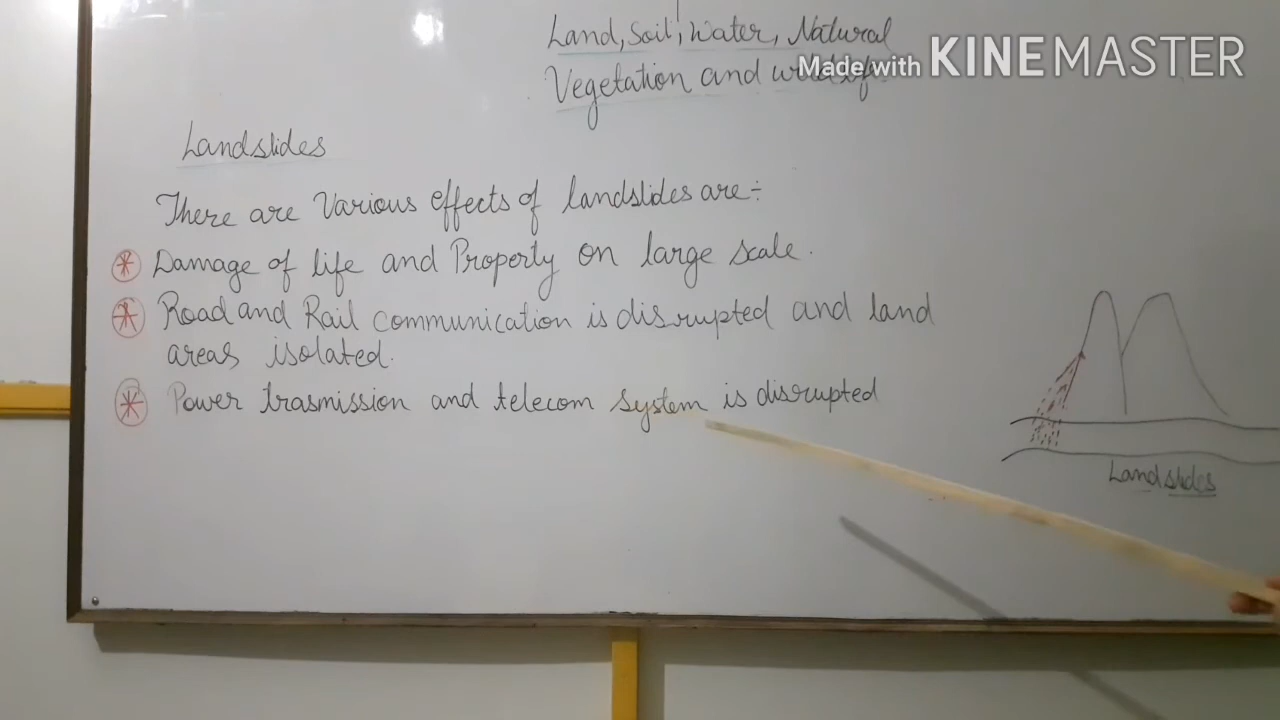 Land, Soil, Water, Natural
Vegetation and
Made with KINEMASTER
Landslides
There are Various effects of landslides are÷
Damage of life and Property on large scale.
Road and Rail communication is disrupted and land
areas isolated.
Power trasmission and telecom system is disrupted
Landslides